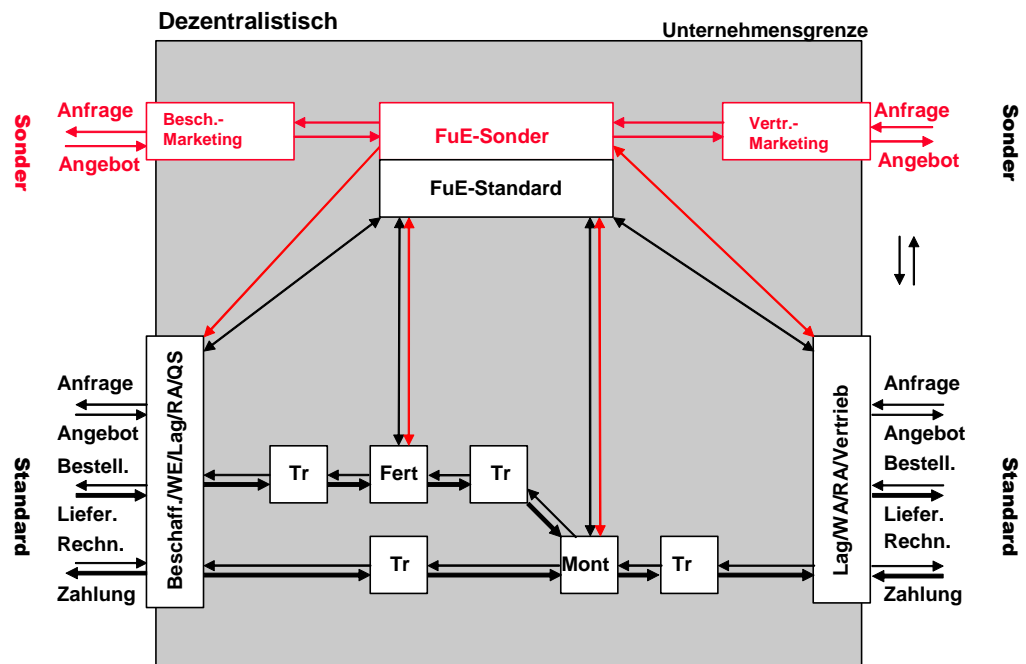 Dezentralistisch
Unternehmensgrenze
Sonder
Anfrage
Angebot
Besch.-
Marketing
FuE-Sonder
FuE-Standard
Vertr.-
Marketing
Anfrage
Angebot
Sonder
Standard
Anfrage
Angebot
Bestell.
Liefer.
Rechn.
Zahlung
Beschaff./WE/Lag/RA/QS
Tr
Fert
Tr
Tr
Mont
Tr
Lag/WA/RA/Vertrieb
Anfrage
Angebot
Bestell.
Liefer.
Rechn.
Zahlung
Standard